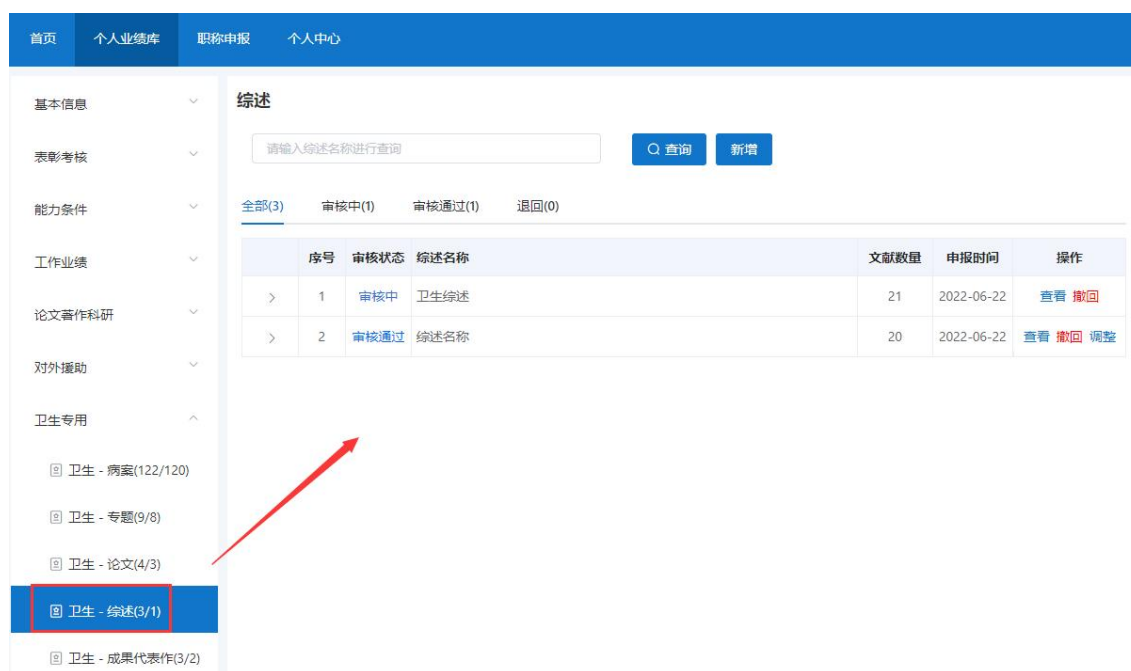 首页 个人业绩库 职称申报 个人中心
基本信息
表彰考核
能力条件
工作业绩
论文著作科研
对外援助
卫生专用
卫生 - 病案(122/120)
卫生 - 专题(9/8)
卫生 - 论文(4/3)
卫生 - 综述(3/1)
卫生 - 成果代表作(3/2)
综述
请输入综述名称进行查询 查询 新增
全部(3) 审核中(1) 审核通过(1) 退回(0)
序号 审核状态 综述名称 文献数量 申报时间 操作
1 审核中 卫生综述 21 2022-06-22 查看 撤回
2 审核通过 综述名称 20 2022-06-22 查看 撤回 调整